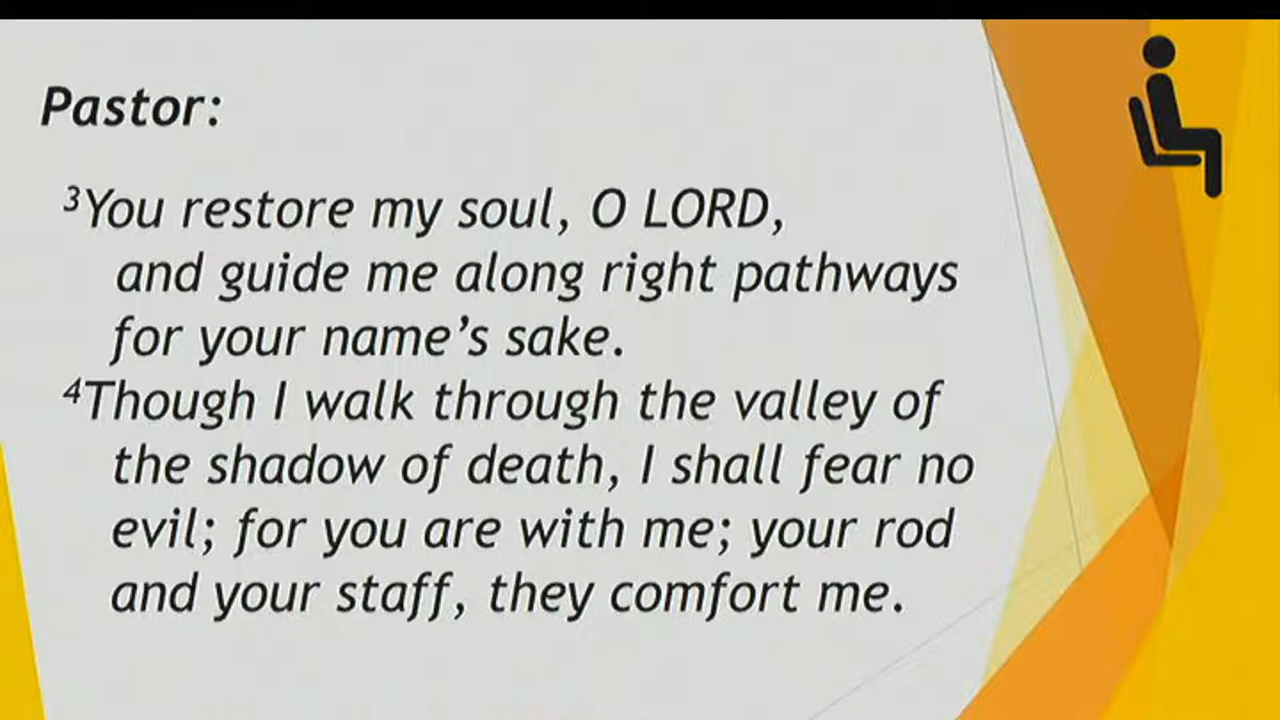 Pastor:
³You restore my soul, O LORD,
and guide me along right pathways
for your name’s sake.
⁴Though I walk through the valley of
the shadow of death, I shall fear no
evil; for you are with me; your rod
and your staff, they comfort me.